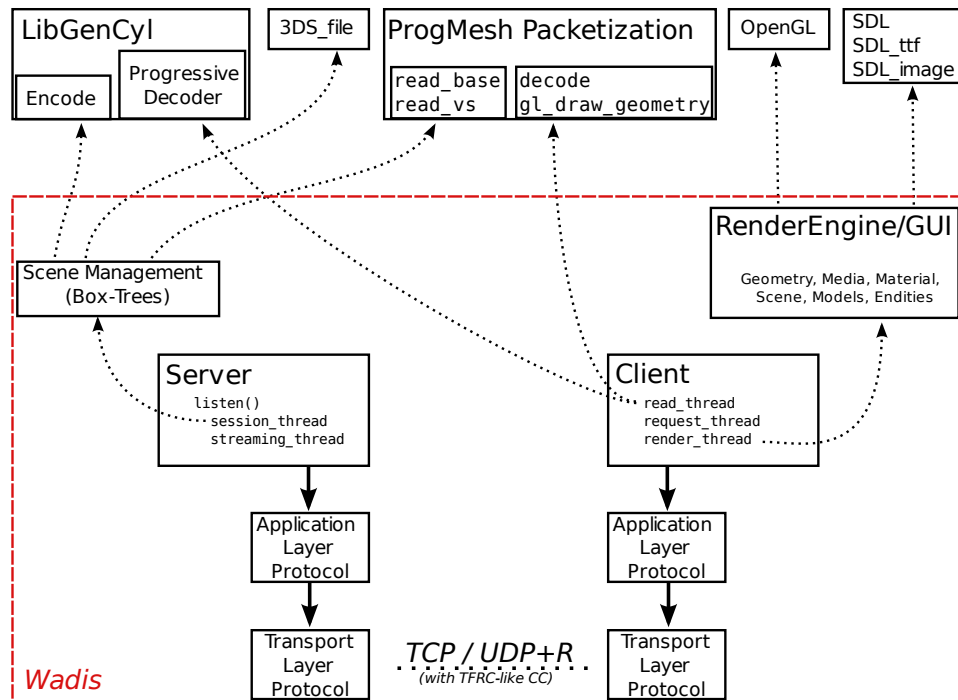 LibGenCyl
Encode
Progressive
Decoder
3DS_file
ProgMesh Packetization
read_base
read_vs
decode
gl_draw_geometry
OpenGL
SDL
SDL_ttf
SDL_image
Scene Management
(Box-Trees)
RenderEngine/GUI
Geometry, Media, Material,
Scene, Models, Endities
Server
listen()
session_thread
streaming_thread
Client
read_thread
request_thread
render_thread
Application
Layer
Protocol
Application
Layer
Protocol
Transport
Layer
Protocol
TCP / UDP+R
(with TFRC-like CC)
Transport
Layer
Protocol
Wadis